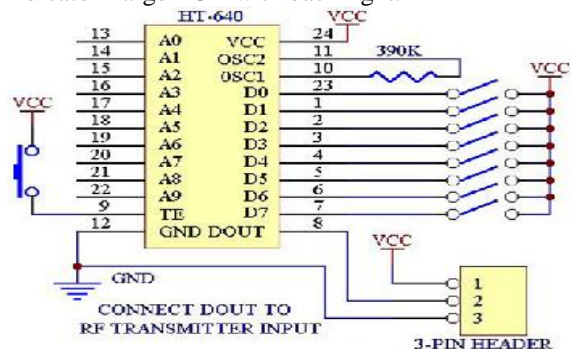 HT-640
VCC
13 A0 VCC 24
14 A1 OSC2 11 390K
15 A2 OSC1 10
VCC
16 A3 D0 23
VCC
17 A4 D1 1
18 A5 D2 2
19 A6 D3 3
20 A7 D4 4
21 A8 D5 5
22 A9 D6 6
9 TE D7 7
12 GND DOUT 8
VCC
GND
1
2
3
CONNECT DOUT TO
RF TRANSMITTER INPUT
3-PIN HEADER